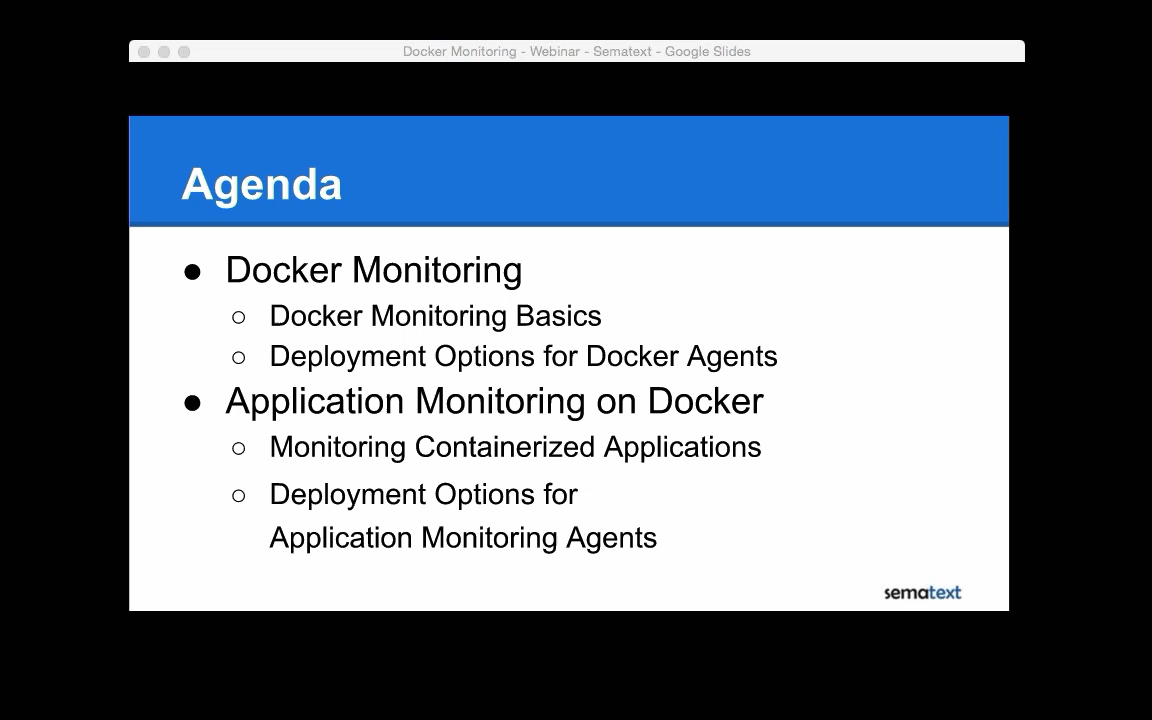 Docker Monitoring - Webinar - Sematext - Google Slides
Agenda
● Docker Monitoring
○ Docker Monitoring Basics
○ Deployment Options for Docker Agents
● Application Monitoring on Docker
○ Monitoring Containerized Applications
○ Deployment Options for
Application Monitoring Agents
sematext